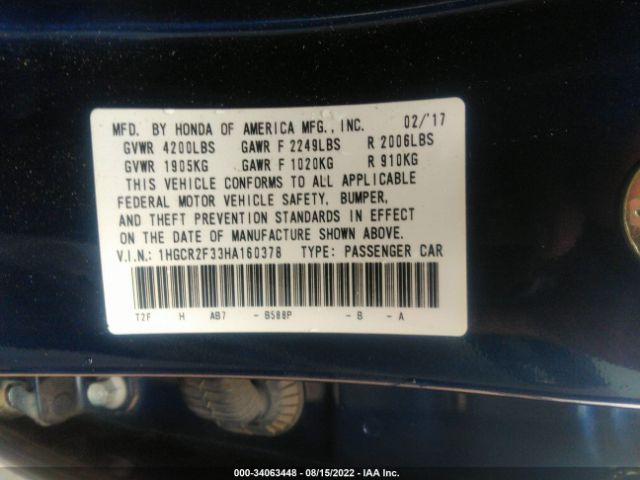 MFD. BY HONDA OF AMERICA MFG., INC. 02/'17
GVWR 4200LBS GAWR F 2249LBS R 2006LBS
GVWR 1905KG GAWR F 1020KG R 910KG
THIS VEHICLE CONFORMS TO ALL APPLICABLE
FEDERAL MOTOR VEHICLE SAFETY, BUMPER,
AND THEFT PREVENTION STANDARDS IN EFFECT
ON THE DATE OF MANUFACTURE SHOWN ABOVE.
V.I.N.: 1HGCR2F33HA160378 TYPE: PASSENGER CAR
T2F H AB7 - B588P - B - A
000-34063448 - 08/15/2022 - IAA Inc.